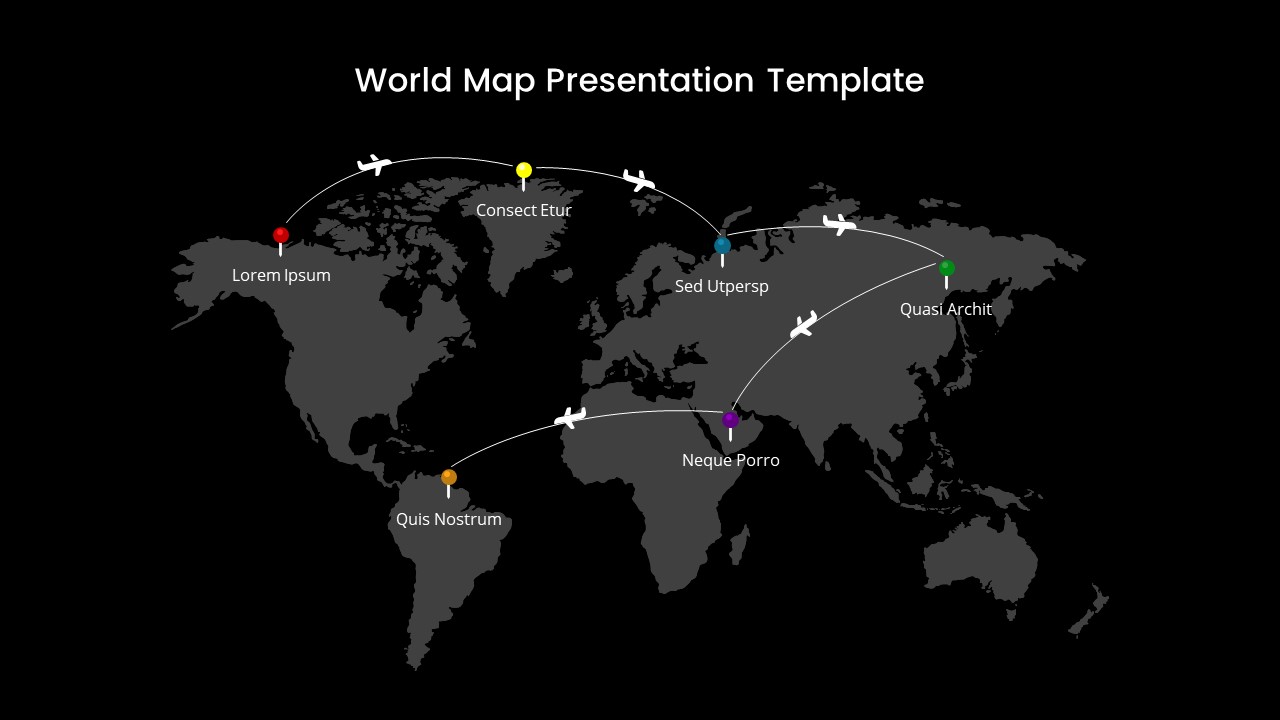 World Map Presentation Template
Consect Etur
Lorem Ipsum
Sed Utpersp
Quasi Archit
Neque Porro
Quis Nostrum